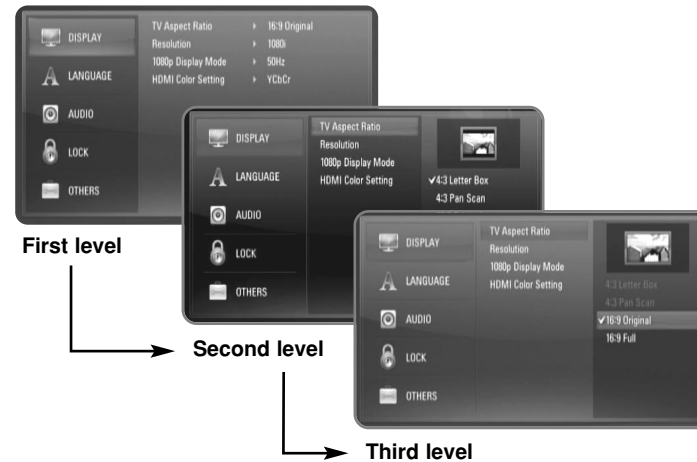 DISPLAY
LANGUAGE
AUDIO
LOCK
OTHERS
TV Aspect Ratio 16:9 Original
Resolution 1080i
1080p Display Mode 50Hz
HDMI Color Setting YCbCr
First level
DISPLAY
LANGUAGE
AUDIO
LOCK
OTHERS
TV Aspect Ratio
Resolution
1080p Display Mode
HDMI Color Setting
✓4:3 Letter Box
4:3 Pan Scan
Second level
DISPLAY
LANGUAGE
AUDIO
LOCK
OTHERS
TV Aspect Ratio
Resolution
1080p Display Mode
HDMI Color Setting
4:3 Letter Box
4:3 Pan Scan
✓16:9 Original
16:9 Full
Third level